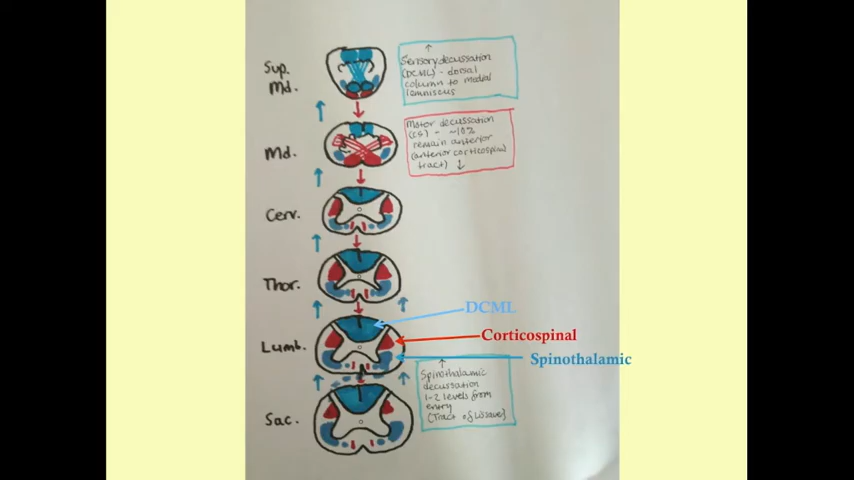 Sup.
Md.
↑
Sensory decussation
(DCML) - dorsal
column to medial
lemniscus
Md.
Motor decussation
(CS) - ~10%
remain anterior
(anterior corticospinal
tract) ↓
Cerv.
Thor.
DCML
Corticospinal
Lumb.
Spinothalamic
↑
Spinothalamic
decussation
1-2 levels from
entry
(Tract of Lissauer)
Sac.